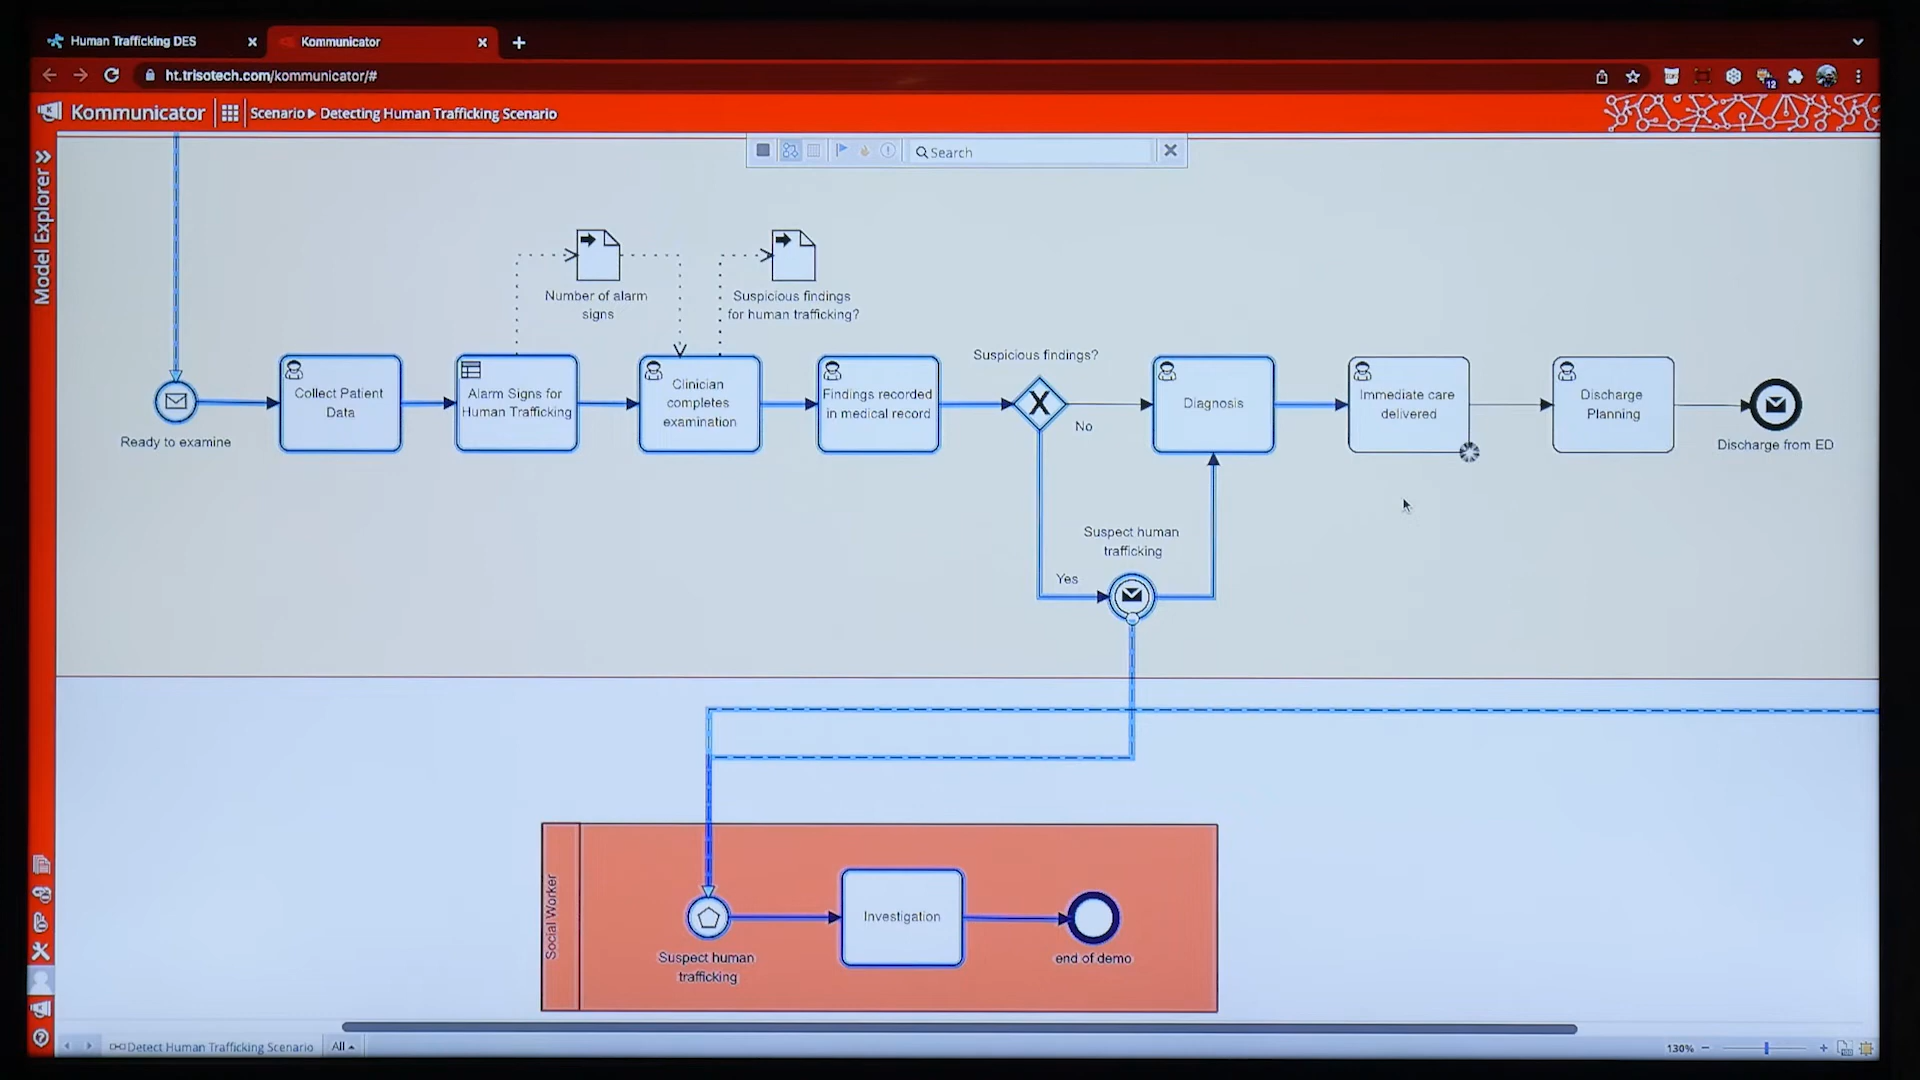 Human Trafficking DES
Kommunicator
ht.trisotech.com/kommunicator/#
12
Kommunicator
Scenario ▸ Detecting Human Trafficking Scenario
Search
Model Explorer
Number of alarm
signs
Suspicious findings
for human trafficking?
Ready to examine
Collect Patient
Data
Alarm Signs for
Human Trafficking
Clinician
completes
examination
Findings recorded
in medical record
Suspicious findings?
X
No
Yes
Diagnosis
Immediate care
delivered
Discharge
Planning
Discharge from ED
Suspect human
trafficking
Social Worker
Suspect human
trafficking
Investigation
end of demo
Detect Human Trafficking Scenario
All
130%